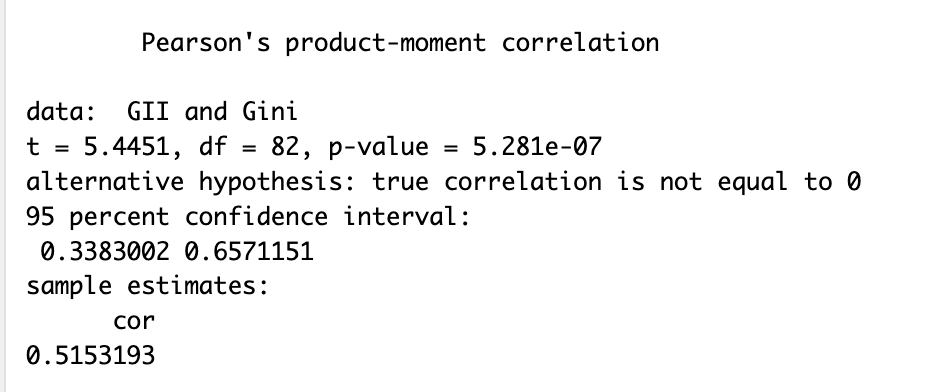 Pearson's product-moment correlation
data:  GII and Gini
t = 5.4451, df = 82, p-value = 5.281e-07
alternative hypothesis: true correlation is not equal to 0
95 percent confidence interval:
0.3383002 0.6571151
sample estimates:
cor
0.5153193